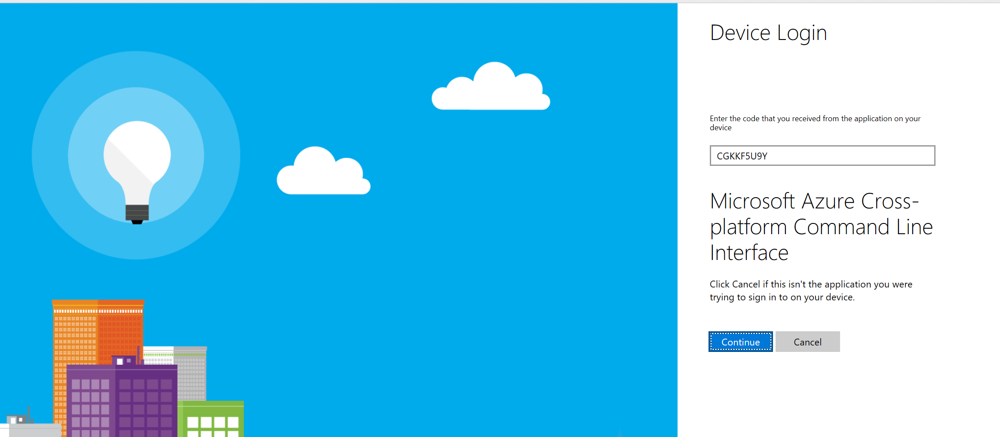 Device Login
Enter the code that you received from the application on your
device
CGKKF5U9Y
Microsoft Azure Cross-
platform Command Line
Interface
Click Cancel if this isn't the application you were
trying to sign in to on your device.
Continue
Cancel